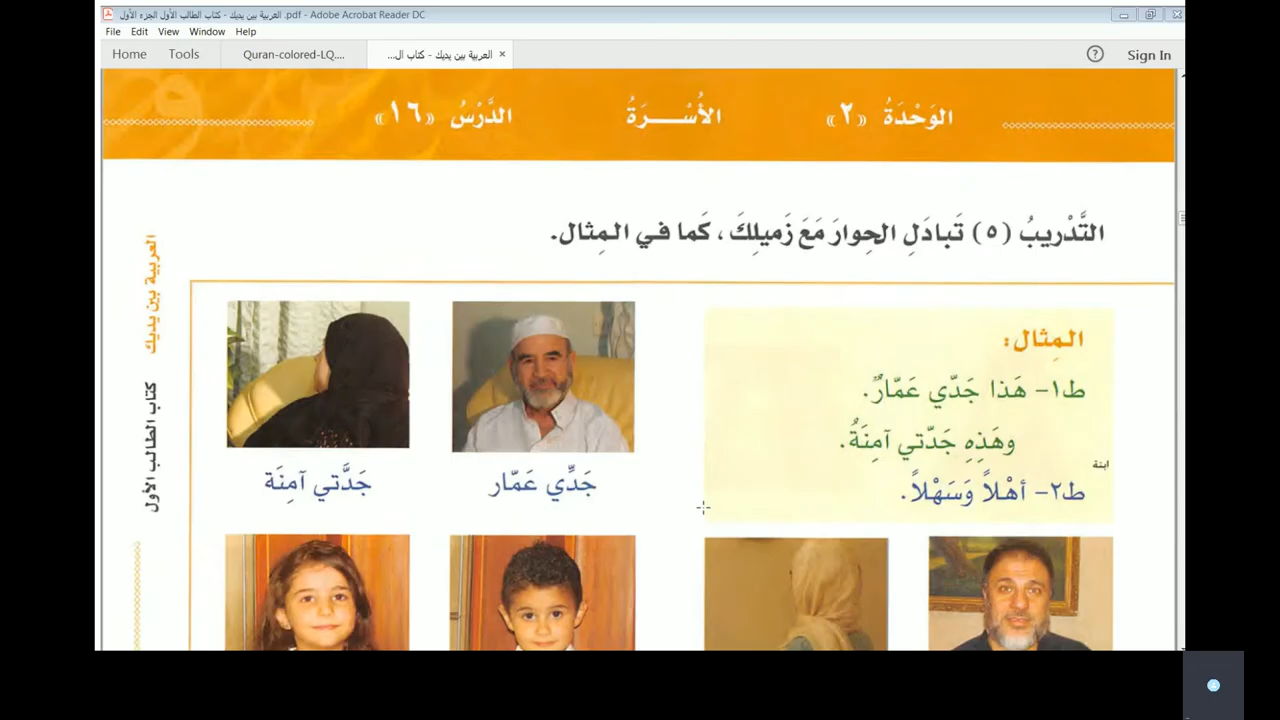 العربية بين يديك - كتاب الطالب الأول الجزء الأول .pdf - Adobe Acrobat Reader DC
File Edit View Window Help
Home Tools Quran-colored-LQ.... العربية بين يديك - كتاب ال... × ? Sign In
الوَحْدَةُ «٢» الأُسْـــرَةُ الدَّرْسُ «١٦»
التَّدْريبُ (٥) تَبادَلِ الحِوارَ مَعَ زَميلِكَ ، كَما في المِثال.
المِثال:
ط١- هَذا جَدّي عَمّارٌ.
وهَذِهِ جَدّتي آمِنَةُ.
ابنة
ط٢- أهْلاً وَسَهْلاً.
جَدِّي عَمّار
جَدَّتي آمِنَة
العربية بين يديك
كتاب الطالب الأول